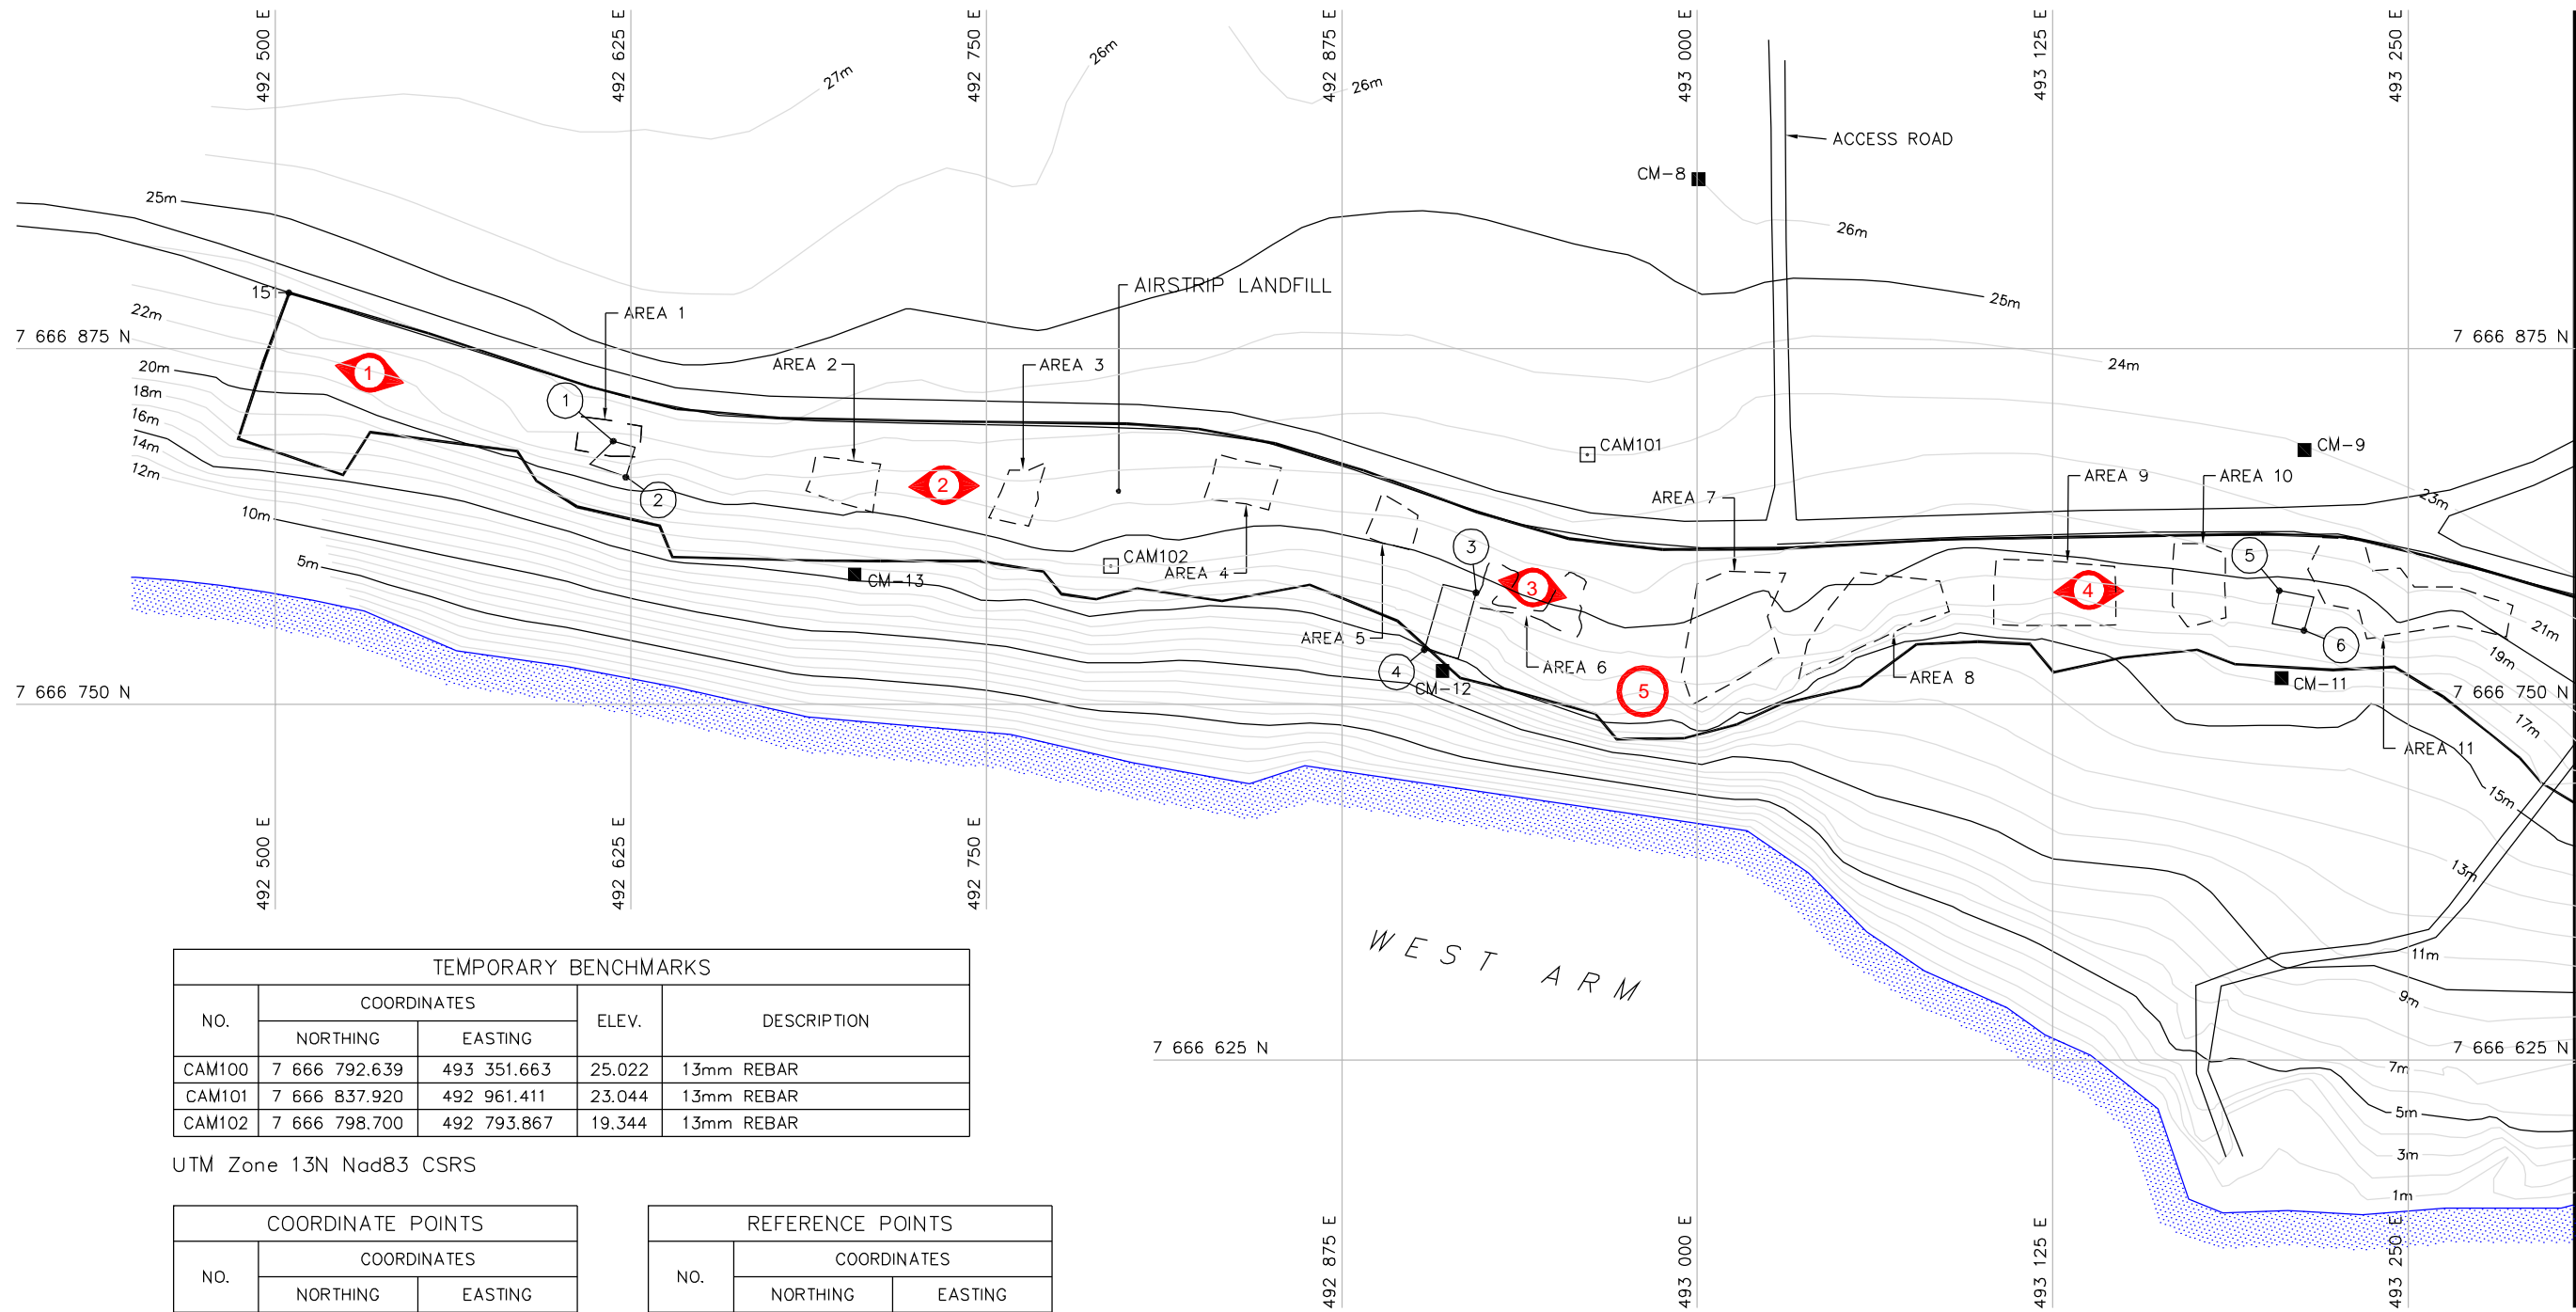 492 500 E
492 625 E
492 750 E
492 875 E
493 000 E
493 125 E
493 250 E
27m
26m
26m
ACCESS ROAD
CM-8
25m
26m
15
AIRSTRIP LANDFILL
25m
22m
AREA 1
7 666 875 N
7 666 875 N
20m
1
AREA 2
AREA 3
24m
18m
1
16m
14m
CAM101
CM-9
12m
2
2
AREA 7
AREA 9
AREA 10
23m
10m
5m
CAM102
AREA 4
CM-13
3
5
3
4
AREA 5
AREA 6
21m
4
CM-12
AREA 8
6
19m
5
CM-11
7 666 750 N
7 666 750 N
17m
AREA 11
15m
492 500 E
492 625 E
492 750 E
13m
WEST ARM
11m
9m
7 666 625 N
7 666 625 N
7m
5m
3m
1m
TEMPORARY BENCHMARKS
NO.
COORDINATES
ELEV.
DESCRIPTION
NORTHING
EASTING
CAM100 7 666 792.639 493 351.663 25.022 13mm REBAR
CAM101 7 666 837.920 492 961.411 23.044 13mm REBAR
CAM102 7 666 798.700 492 793.867 19.344 13mm REBAR
UTM Zone 13N Nad83 CSRS
COORDINATE POINTS
NO.
COORDINATES
NORTHING
EASTING
REFERENCE POINTS
NO.
COORDINATES
NORTHING
EASTING
492 875 E
493 000 E
493 125 E
493 250 E